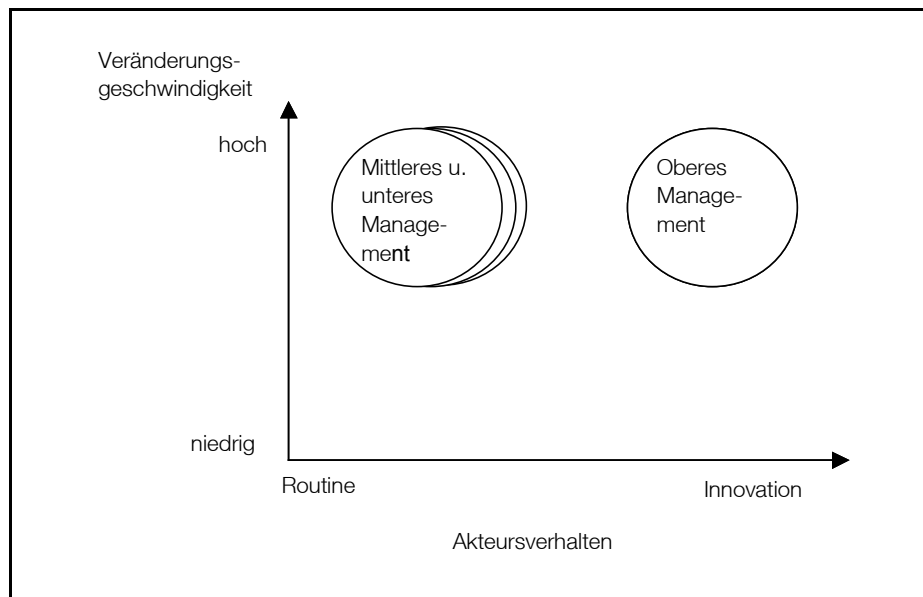 Veränderungs-
geschwindigkeit
hoch
Mittleres u.
unteres
Manage-
ment
Oberes
Manage-
ment
niedrig
Routine
Innovation
Akteursverhalten